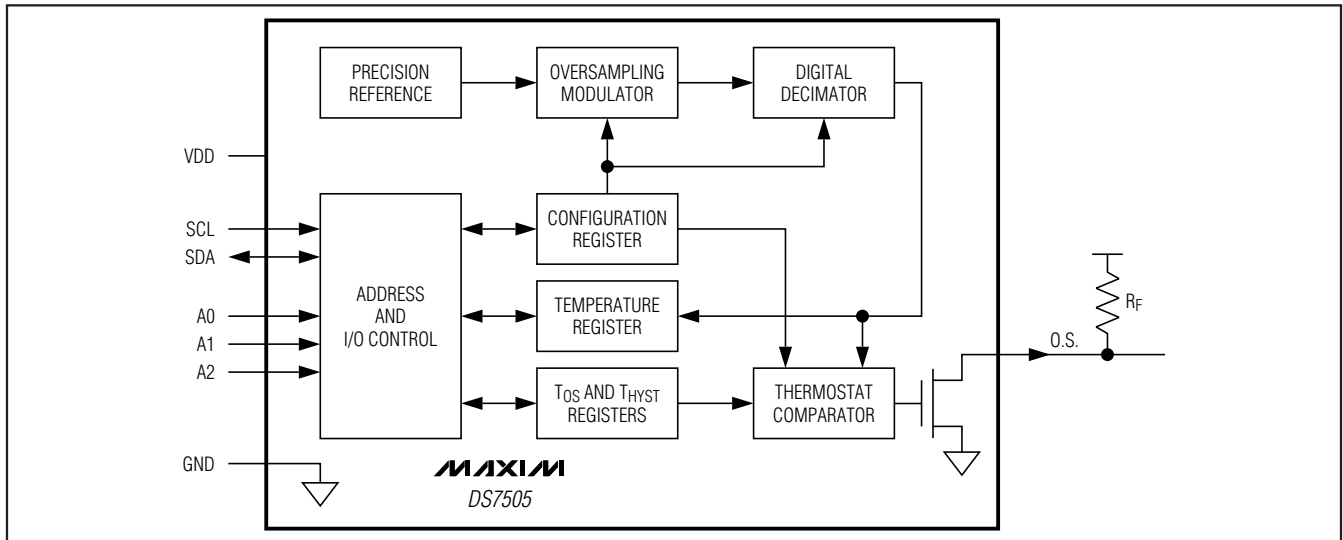 PRECISION
REFERENCE
OVERSAMPLING
MODULATOR
DIGITAL
DECIMATOR
VDD
SCL
SDA
A0
A1
A2
GND
ADDRESS
AND
I/O CONTROL
CONFIGURATION
REGISTER
TEMPERATURE
REGISTER
TOS AND THYST
REGISTERS
THERMOSTAT
COMPARATOR
O.S.
RF
MAXIM
DS7505